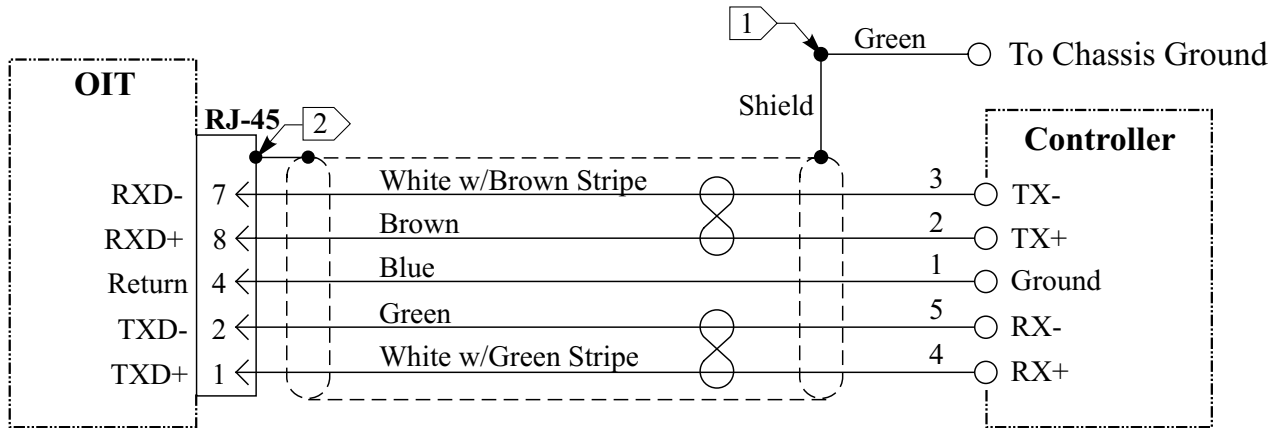 1
Green
To Chassis Ground
OIT
Shield
RJ-45
2
Controller
RXD- 7 White w/Brown Stripe 3 TX-
RXD+ 8 Brown 2 TX+
Return 4 Blue 1 Ground
TXD- 2 Green 5 RX-
TXD+ 1 White w/Green Stripe 4 RX+